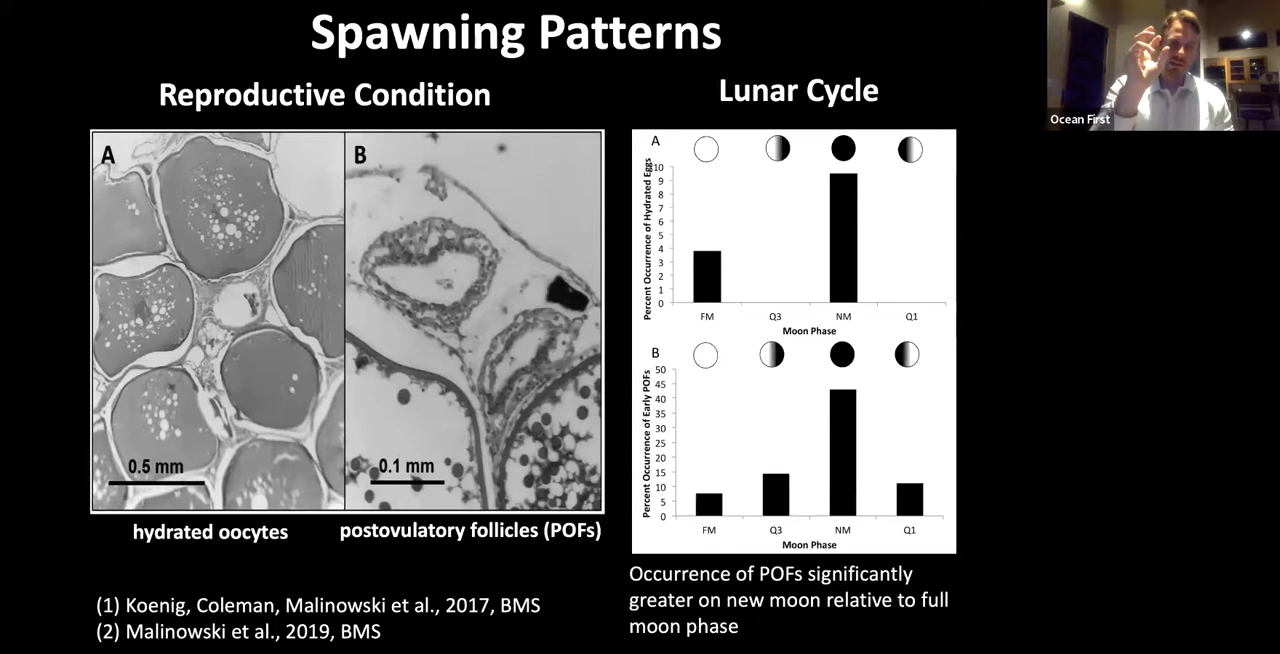 Spawning Patterns
Reproductive Condition
Lunar Cycle
Ocean First
A
B
0.5 mm
0.1 mm
hydrated oocytes
postovulatory follicles (POFs)
(1) Koenig, Coleman, Malinowski et al., 2017, BMS
(2) Malinowski et al., 2019, BMS
A
Percent Occurrence of Hydrated Eggs
10
9
8
7
6
5
4
3
2
1
0
FM Q3 NM Q1
Moon Phase
B
Percent Occurrence of Early POFs
50
45
40
35
30
25
20
15
10
5
0
FM Q3 NM Q1
Moon Phase
Occurrence of POFs significantly
greater on new moon relative to full
moon phase